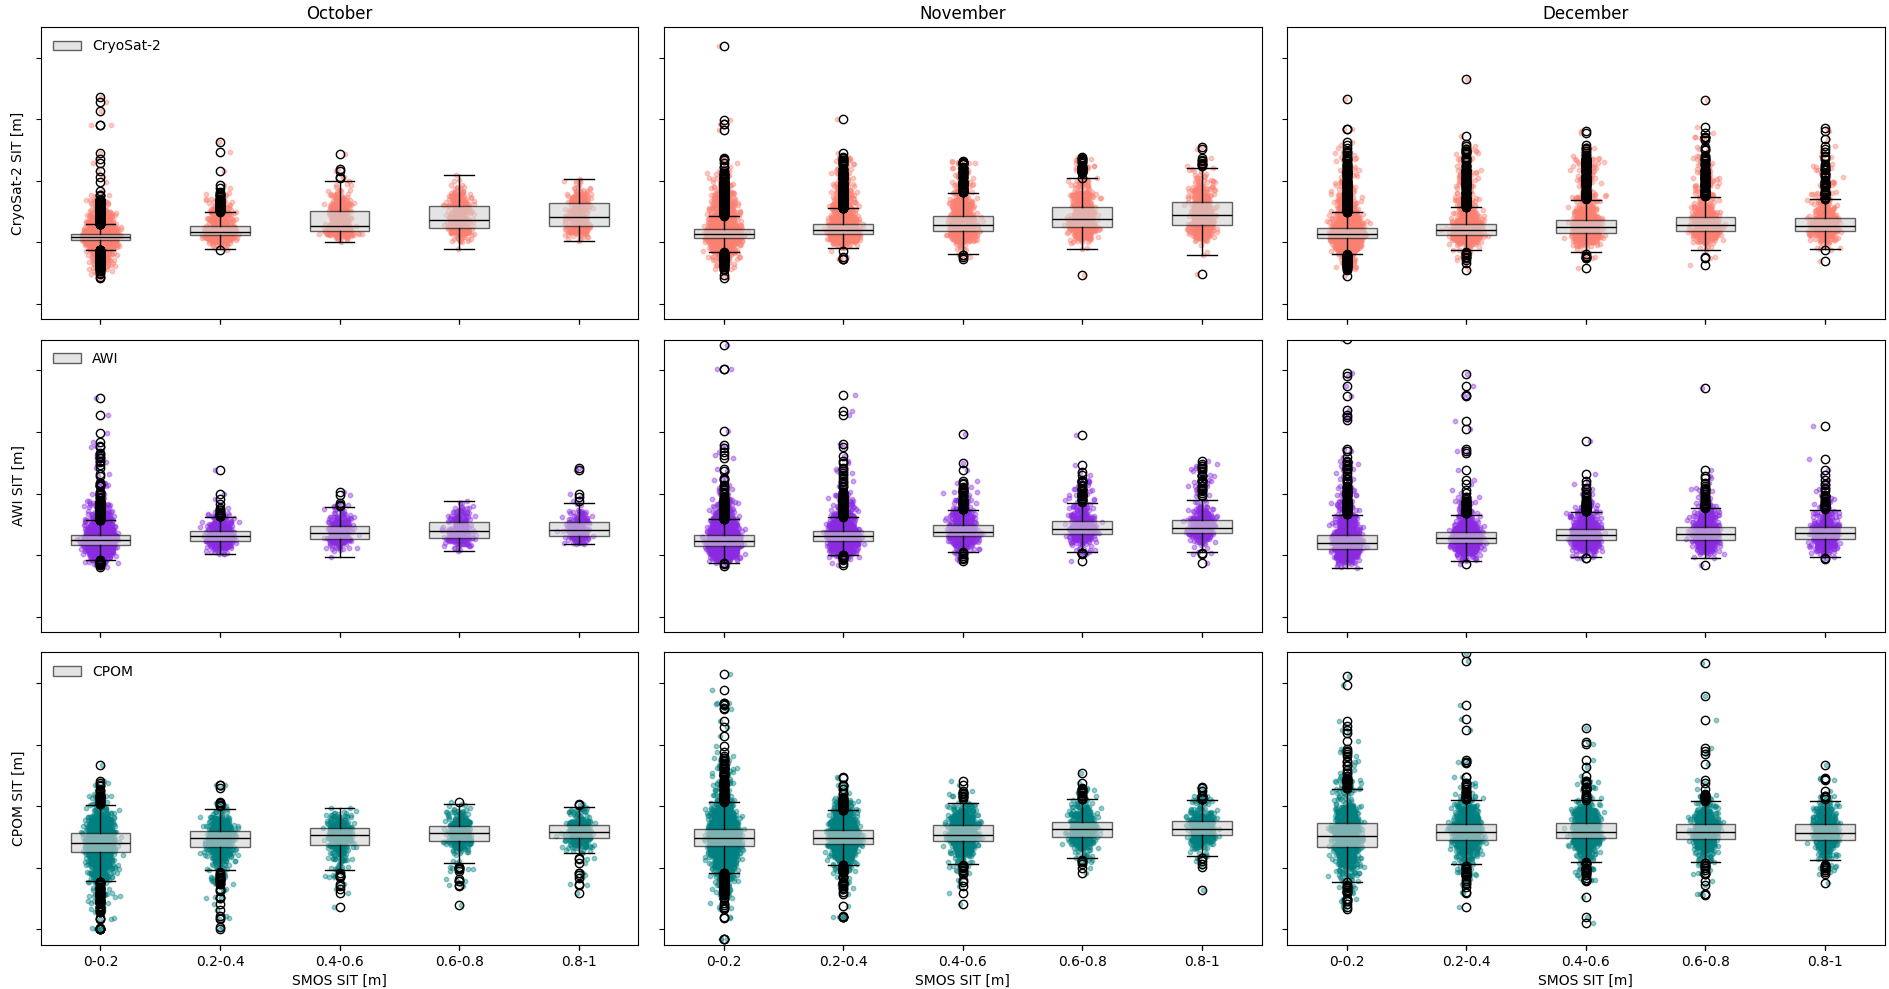 October
November
December
CryoSat-2 SIT [m]
CryoSat-2
AWI SIT [m]
AWI
CPOM SIT [m]
CPOM
0-0.2 0.2-0.4 0.4-0.6 0.6-0.8 0.8-1
0-0.2 0.2-0.4 0.4-0.6 0.6-0.8 0.8-1
0-0.2 0.2-0.4 0.4-0.6 0.6-0.8 0.8-1
SMOS SIT [m]
SMOS SIT [m]
SMOS SIT [m]